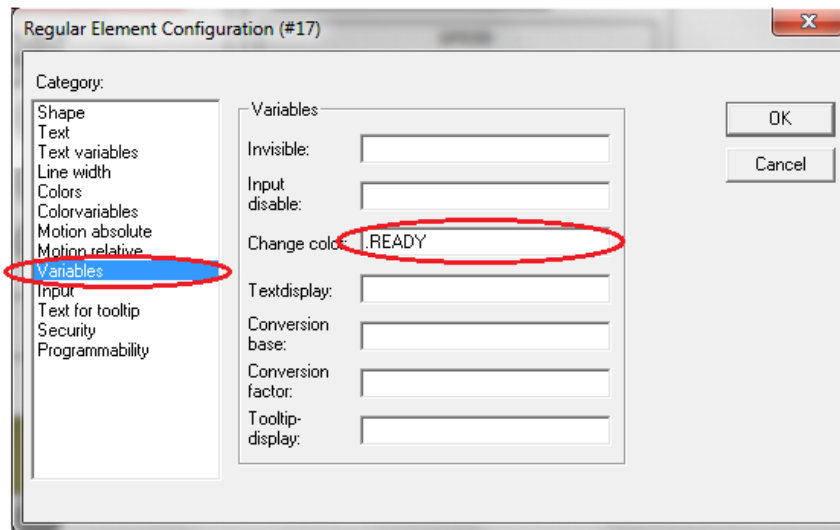 Regular Element Configuration (#17)
Category:
Shape
Text
Text variables
Line width
Colors
Colorvariables
Motion absolute
Motion relative
Variables
Input
Text for tooltip
Security
Programmability
Variables
Invisible:
Input
disable:
Change color:
.READY
Textdisplay:
Conversion
base:
Conversion
factor:
Tooltip-
display:
OK
Cancel